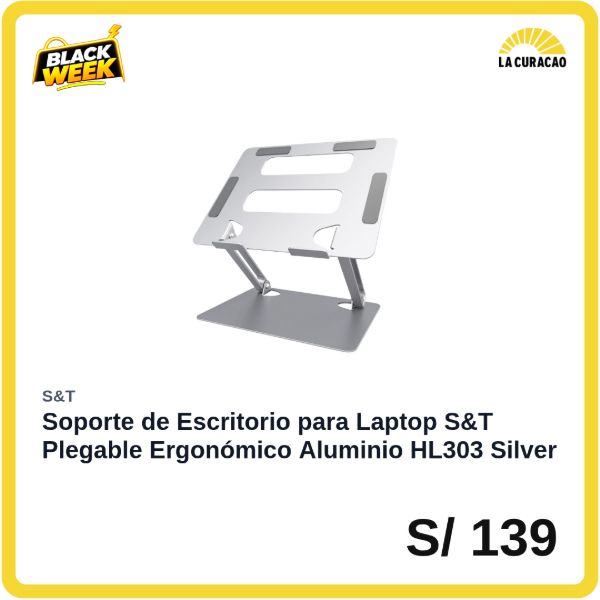 BLACK
WEEK
LA CURACAO
S&T
Soporte de Escritorio para Laptop S&T
Plegable Ergonómico Aluminio HL303 Silver
S/ 139